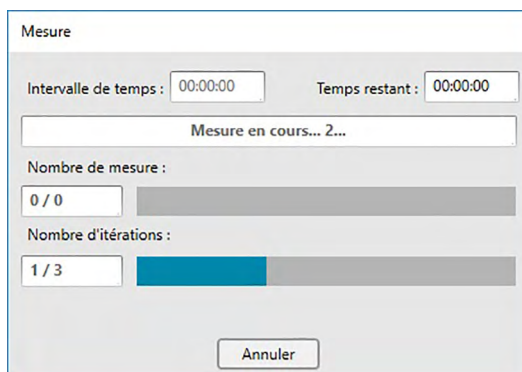 Mesure
Intervalle de temps : 00:00:00 Temps restant : 00:00:00
Mesure en cours... 2...
Nombre de mesure :
0 / 0
Nombre d'itérations :
1 / 3
Annuler